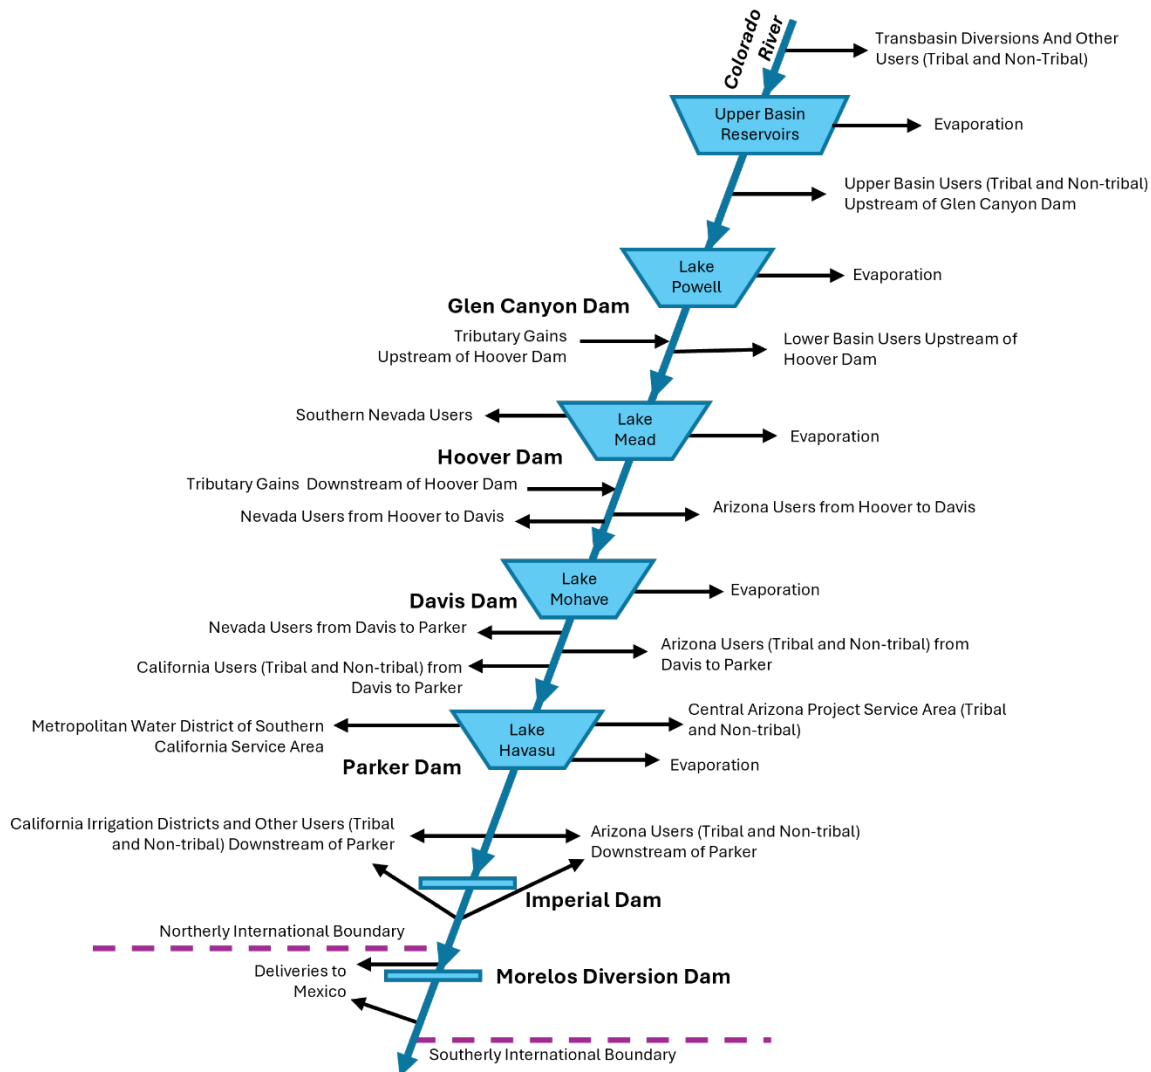 Colorado
River
Transbasin Diversions And Other
Users (Tribal and Non-Tribal)
Upper Basin
Reservoirs
Evaporation
Upper Basin Users (Tribal and Non-tribal)
Upstream of Glen Canyon Dam
Lake
Powell
Evaporation
Glen Canyon Dam
Tributary Gains
Upstream of Hoover Dam
Lower Basin Users Upstream of
Hoover Dam
Southern Nevada Users
Lake
Mead
Evaporation
Hoover Dam
Tributary Gains Downstream of Hoover Dam
Nevada Users from Hoover to Davis
Arizona Users from Hoover to Davis
Lake
Mohave
Evaporation
Davis Dam
Nevada Users from Davis to Parker
Arizona Users (Tribal and Non-tribal) from
Davis to Parker
California Users (Tribal and Non-tribal) from
Davis to Parker
Metropolitan Water District of Southern
California Service Area
Lake
Havasu
Central Arizona Project Service Area (Tribal
and Non-tribal)
Evaporation
Parker Dam
California Irrigation Districts and Other Users (Tribal
and Non-tribal) Downstream of Parker
Arizona Users (Tribal and Non-tribal)
Downstream of Parker
Imperial Dam
Northerly International Boundary
Deliveries to
Mexico
Morelos Diversion Dam
Southerly International Boundary